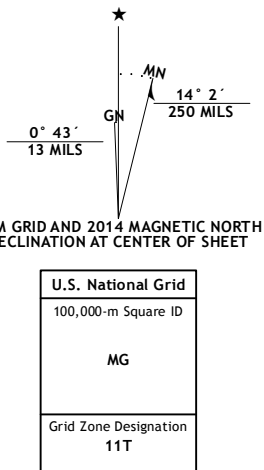 ★
MN
GN
14° 2´
250 MILS
0° 43´
13 MILS
M GRID AND 2014 MAGNETIC NORTH
ECLINATION AT CENTER OF SHEET
U.S. National Grid
100,000-m Square ID
MG
Grid Zone Designation
11T